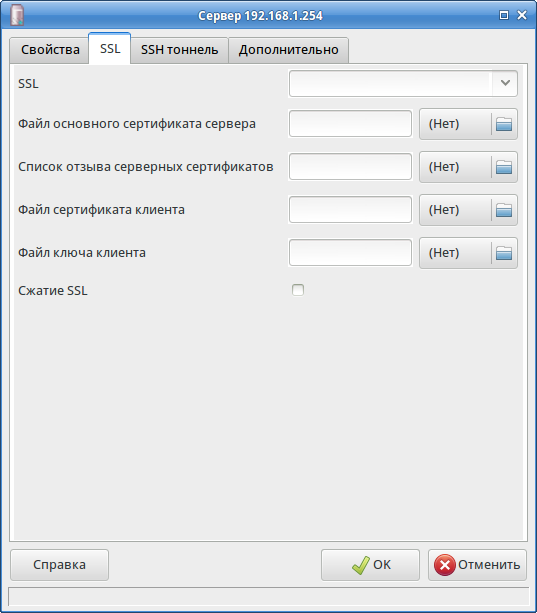 Сервер 192.168.1.254
Свойства SSL SSH тоннель Дополнительно
SSL
Файл основного сертификата сервера (Нет)
Список отзыва серверных сертификатов (Нет)
Файл сертификата клиента (Нет)
Файл ключа клиента (Нет)
Сжатие SSL
Справка OK Отменить